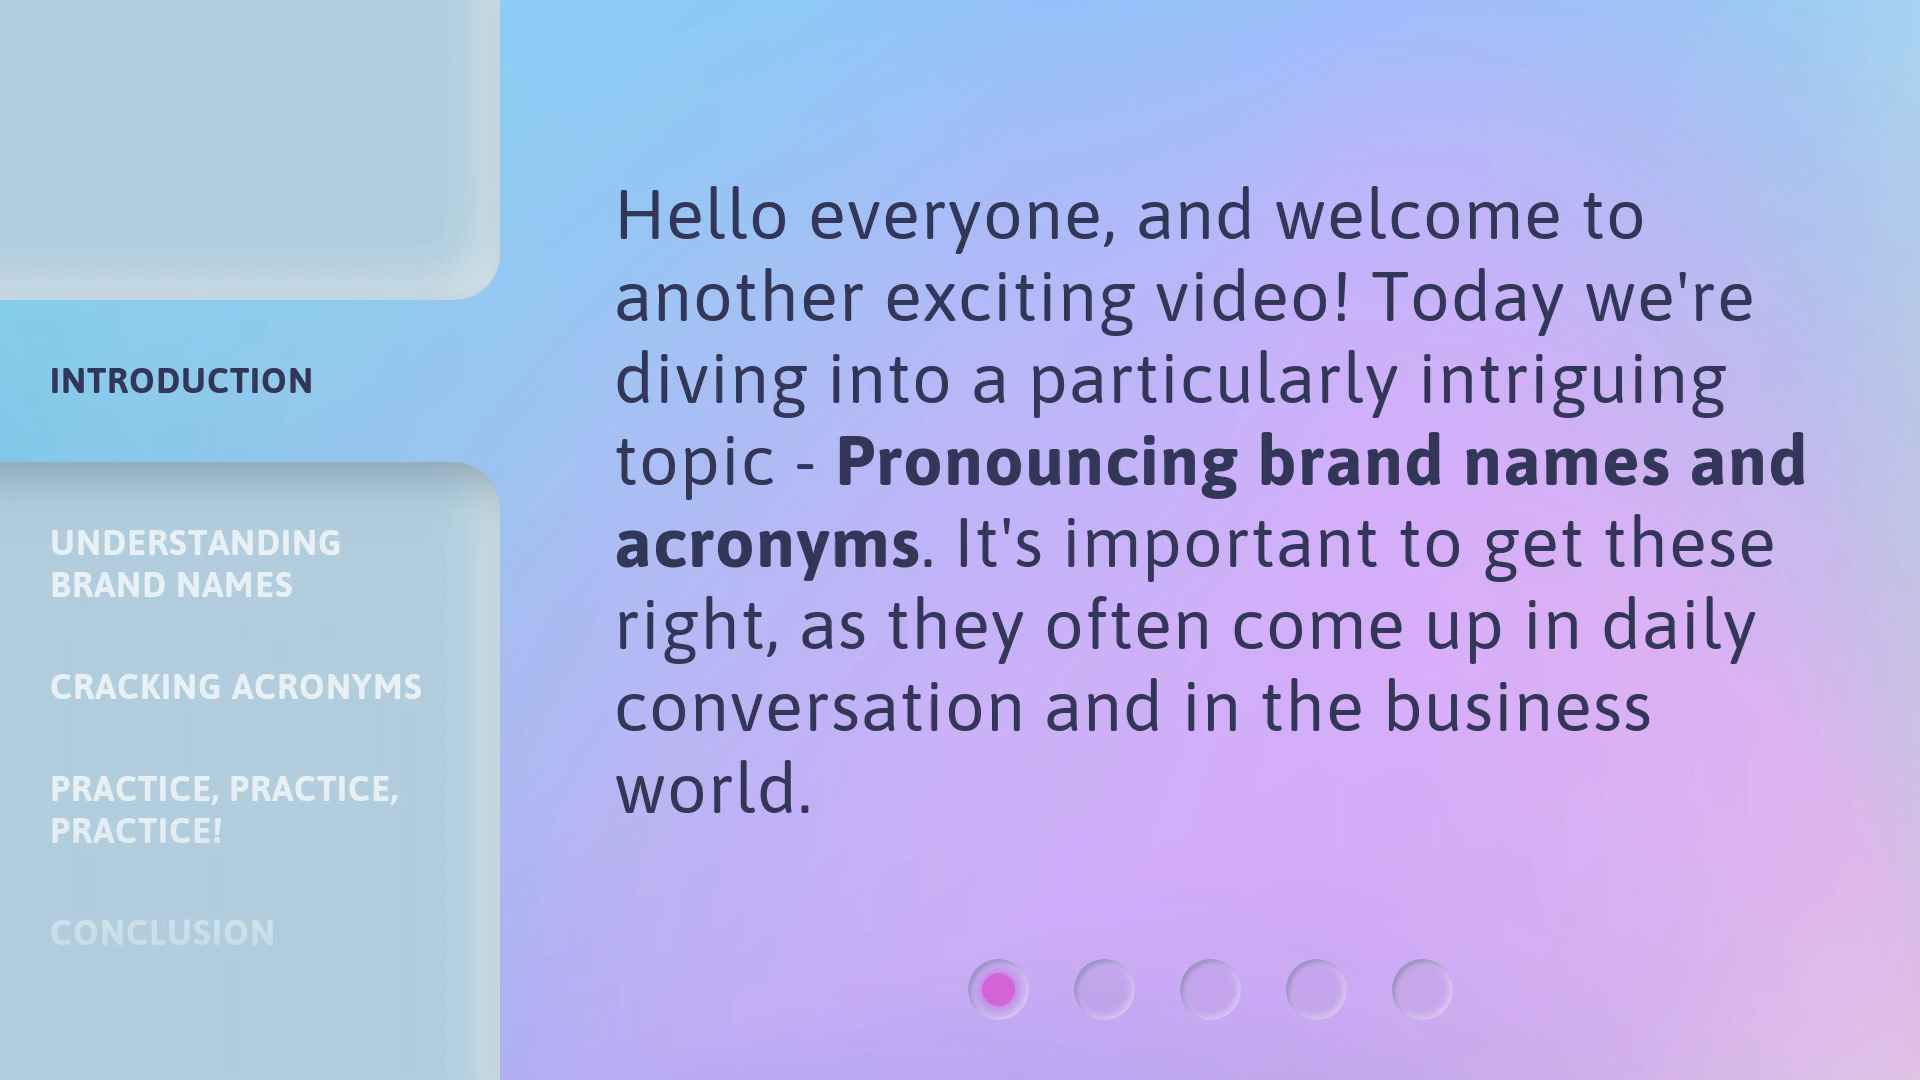 INTRODUCTION
UNDERSTANDING
BRAND NAMES
CRACKING ACRONYMS
PRACTICE, PRACTICE,
PRACTICE!
CONCLUSION
Hello everyone, and welcome to
another exciting video! Today we're
diving into a particularly intriguing
topic - Pronouncing brand names and
acronyms. It's important to get these
right, as they often come up in daily
conversation and in the business
world.